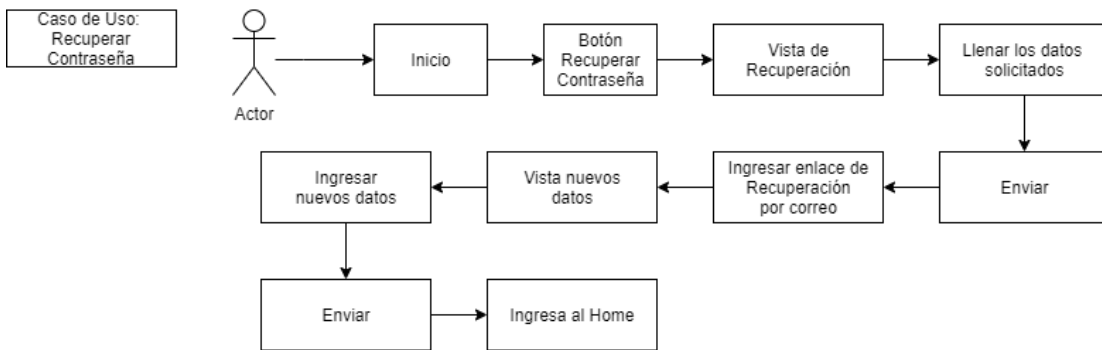 Caso de Uso:
Recuperar
Contraseña
Actor
Inicio
Botón
Recuperar
Contraseña
Vista de
Recuperación
Llenar los datos
solicitados
Enviar
Ingresar enlace de
Recuperación
por correo
Vista nuevos
datos
Ingresar
nuevos datos
Enviar
Ingresa al Home